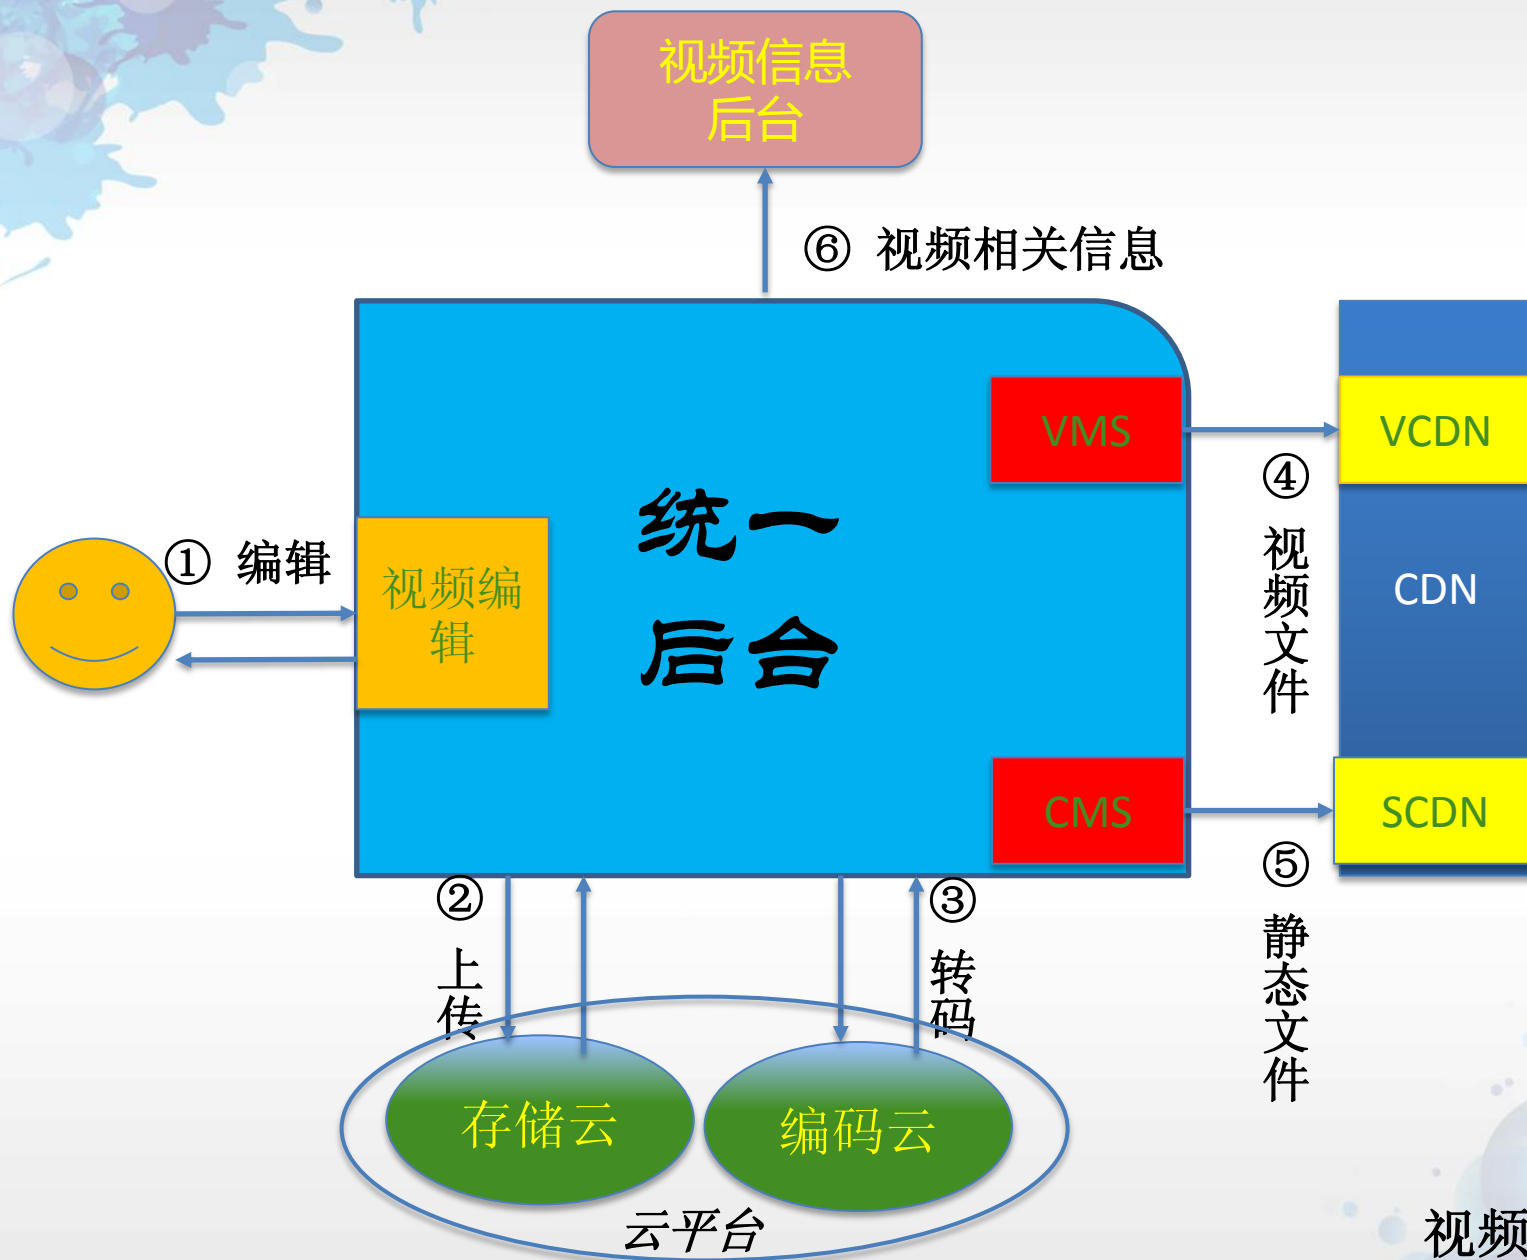 视频信息
后台
⑥ 视频相关信息
VMS
VCDN
④
视频文件
统一
后台
① 编辑
视频编
辑
CDN
CMS
SCDN
②
上传
③
转码
⑤
静态文件
存储云
编码云
云平台
视频